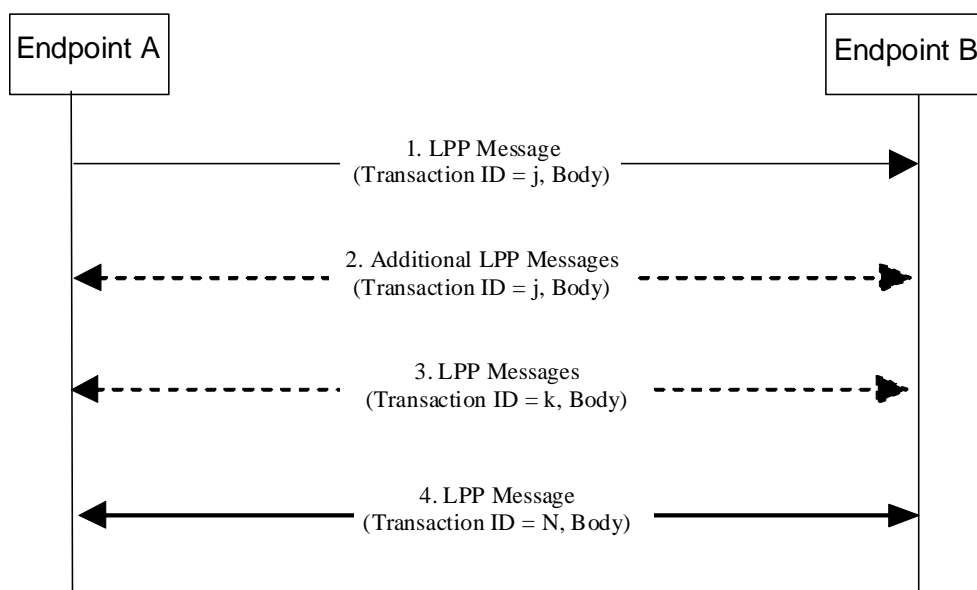 Endpoint A
Endpoint B
1. LPP Message
(Transaction ID = j, Body)
2. Additional LPP Messages
(Transaction ID = j, Body)
3. LPP Messages
(Transaction ID = k, Body)
4. LPP Message
(Transaction ID = N, Body)